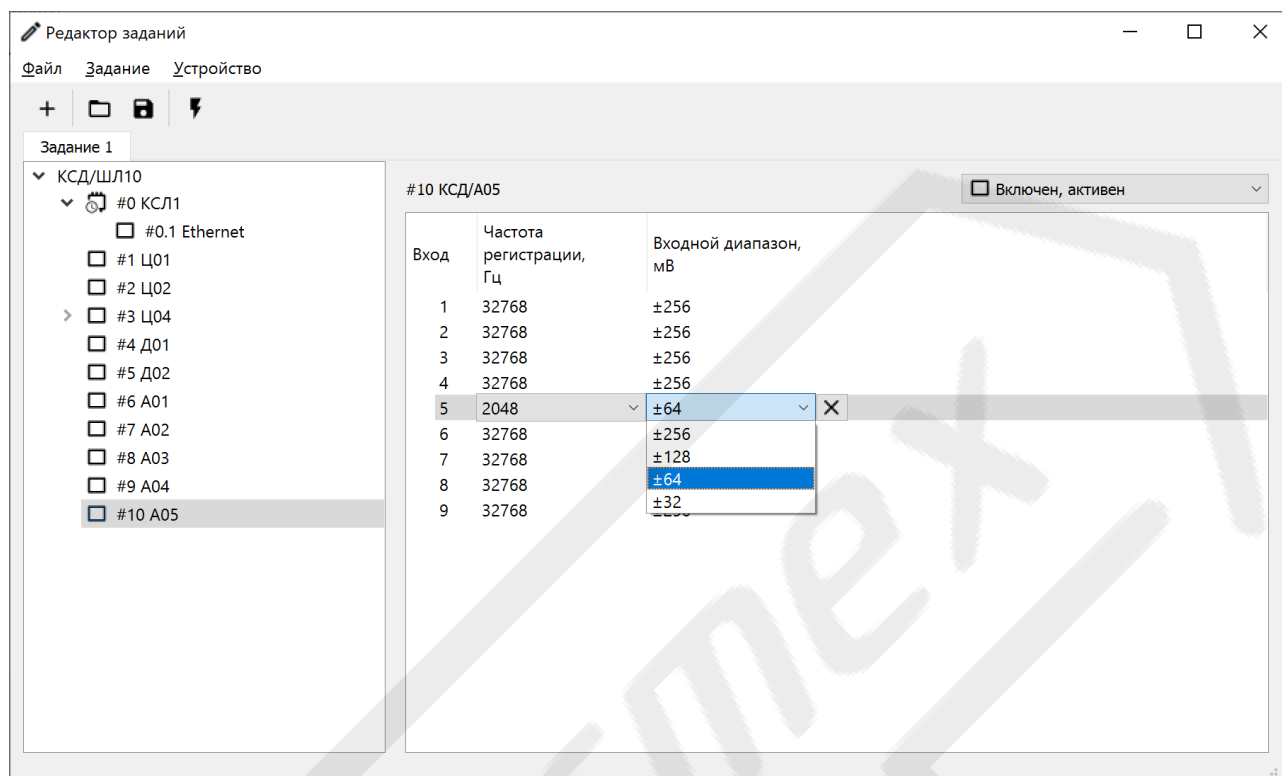 Редактор заданий
Файл Задание Устройство
Задание 1
КСД/ШЛ10
#0 КСЛ1
#0.1 Ethernet
#1 Ц01
#2 Ц02
#3 Ц04
#4 Д01
#5 Д02
#6 А01
#7 А02
#8 А03
#9 А04
#10 А05
#10 КСД/А05
Включен, активен
Вход
Частота
регистрации,
Гц
Входной диапазон,
мВ
1 32768 ±256
2 32768 ±256
3 32768 ±256
4 32768 ±256
5 2048 ±64
6 32768 ±256
7 32768 ±128
8 32768 ±64
9 32768 ±32
mex